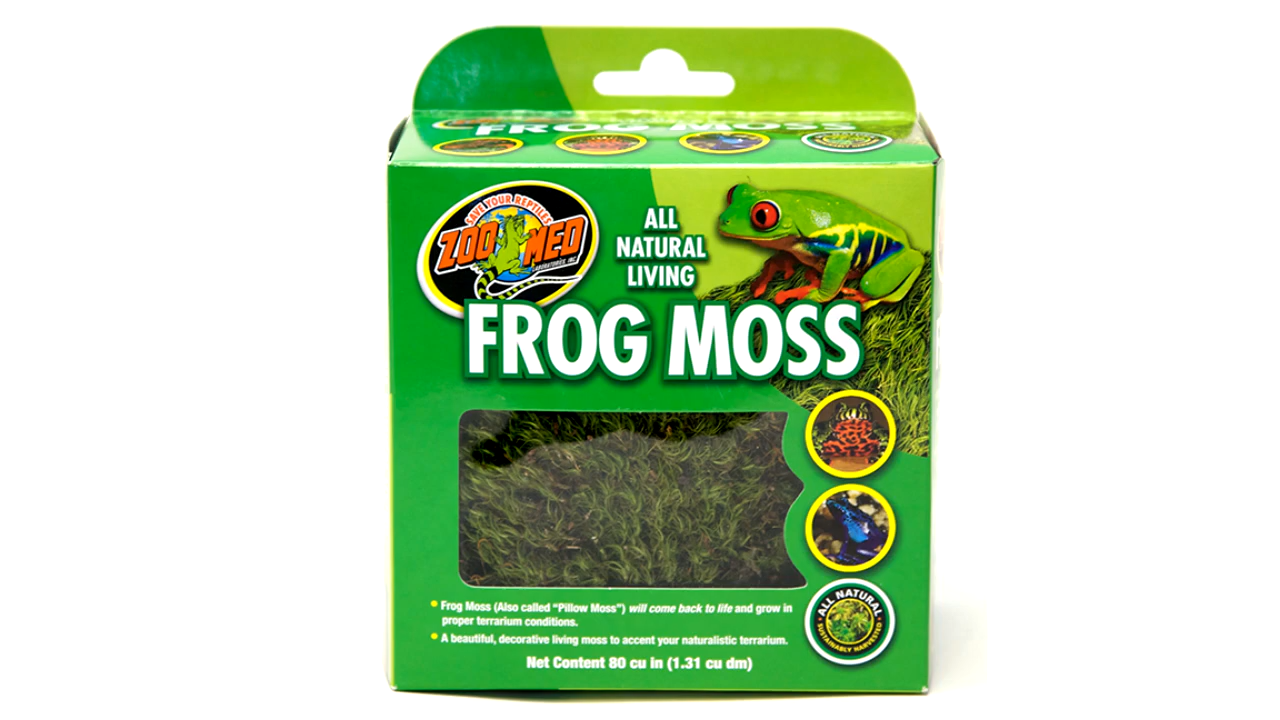 FROG MOSS
SAVE YOUR REPTILES
ZOO MED
LABORATORIES, INC.
ALL
NATURAL
LIVING
FROG MOSS
• Frog Moss (Also called “Pillow Moss”) will come back to life and grow in
proper terrarium conditions.
• A beautiful, decorative living moss to accent your naturalistic terrarium.
Net Content 80 cu in (1.31 cu dm)
ALL NATURAL
SUSTAINABLY HARVESTED